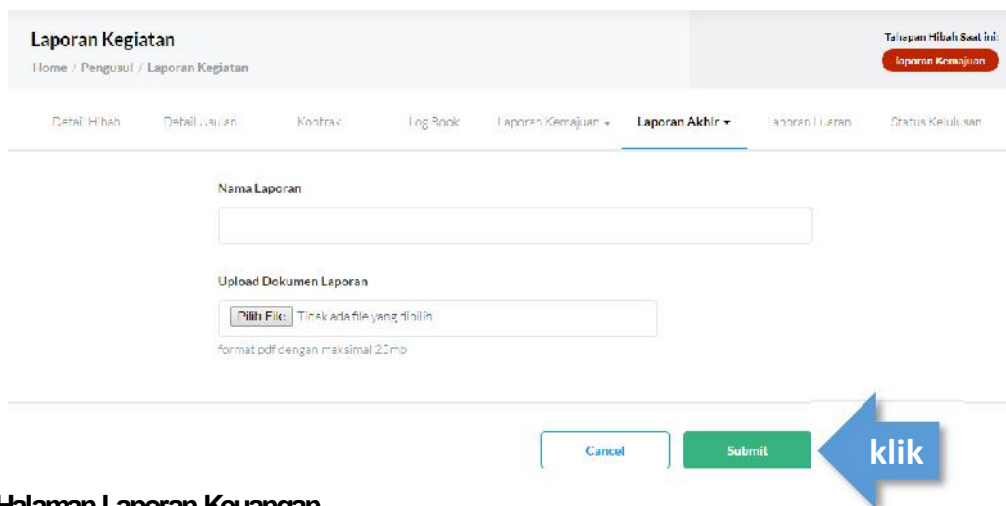 Laporan Kegiatan
Tahapan Hibah Saat ini:
Home / Pengusul / Laporan Kegiatan
laporan Kemajuan
Detail Hibah Detail Usulan Kontrak Log Book Laporan Kemajuan Laporan Akhir Laporan Luaran Status Kelulusan
Nama Laporan
Upload Dokumen Laporan
Pilih File Tidak ada file yang dipilih
format pdf dengan maksimal 25mb
Cancel Submit klik
Halaman Laporan Keuangan